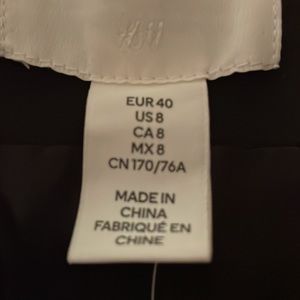 H&M
EUR 40
US 8
CA 8
MX 8
CN 170/76A
MADE IN
CHINA
FABRIQUÉ EN
CHINE